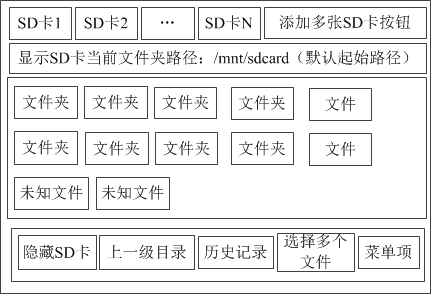 SD卡1 SD卡2 … SD卡N 添加多张SD卡按钮
显示SD卡当前文件夹路径：/mnt/sdcard（默认起始路径）
文件夹 文件夹 文件夹 文件夹 文件
文件夹 文件夹 文件夹 文件夹 文件
未知文件 未知文件
隐藏SD卡 上一级目录 历史记录 选择多个文件 菜单项